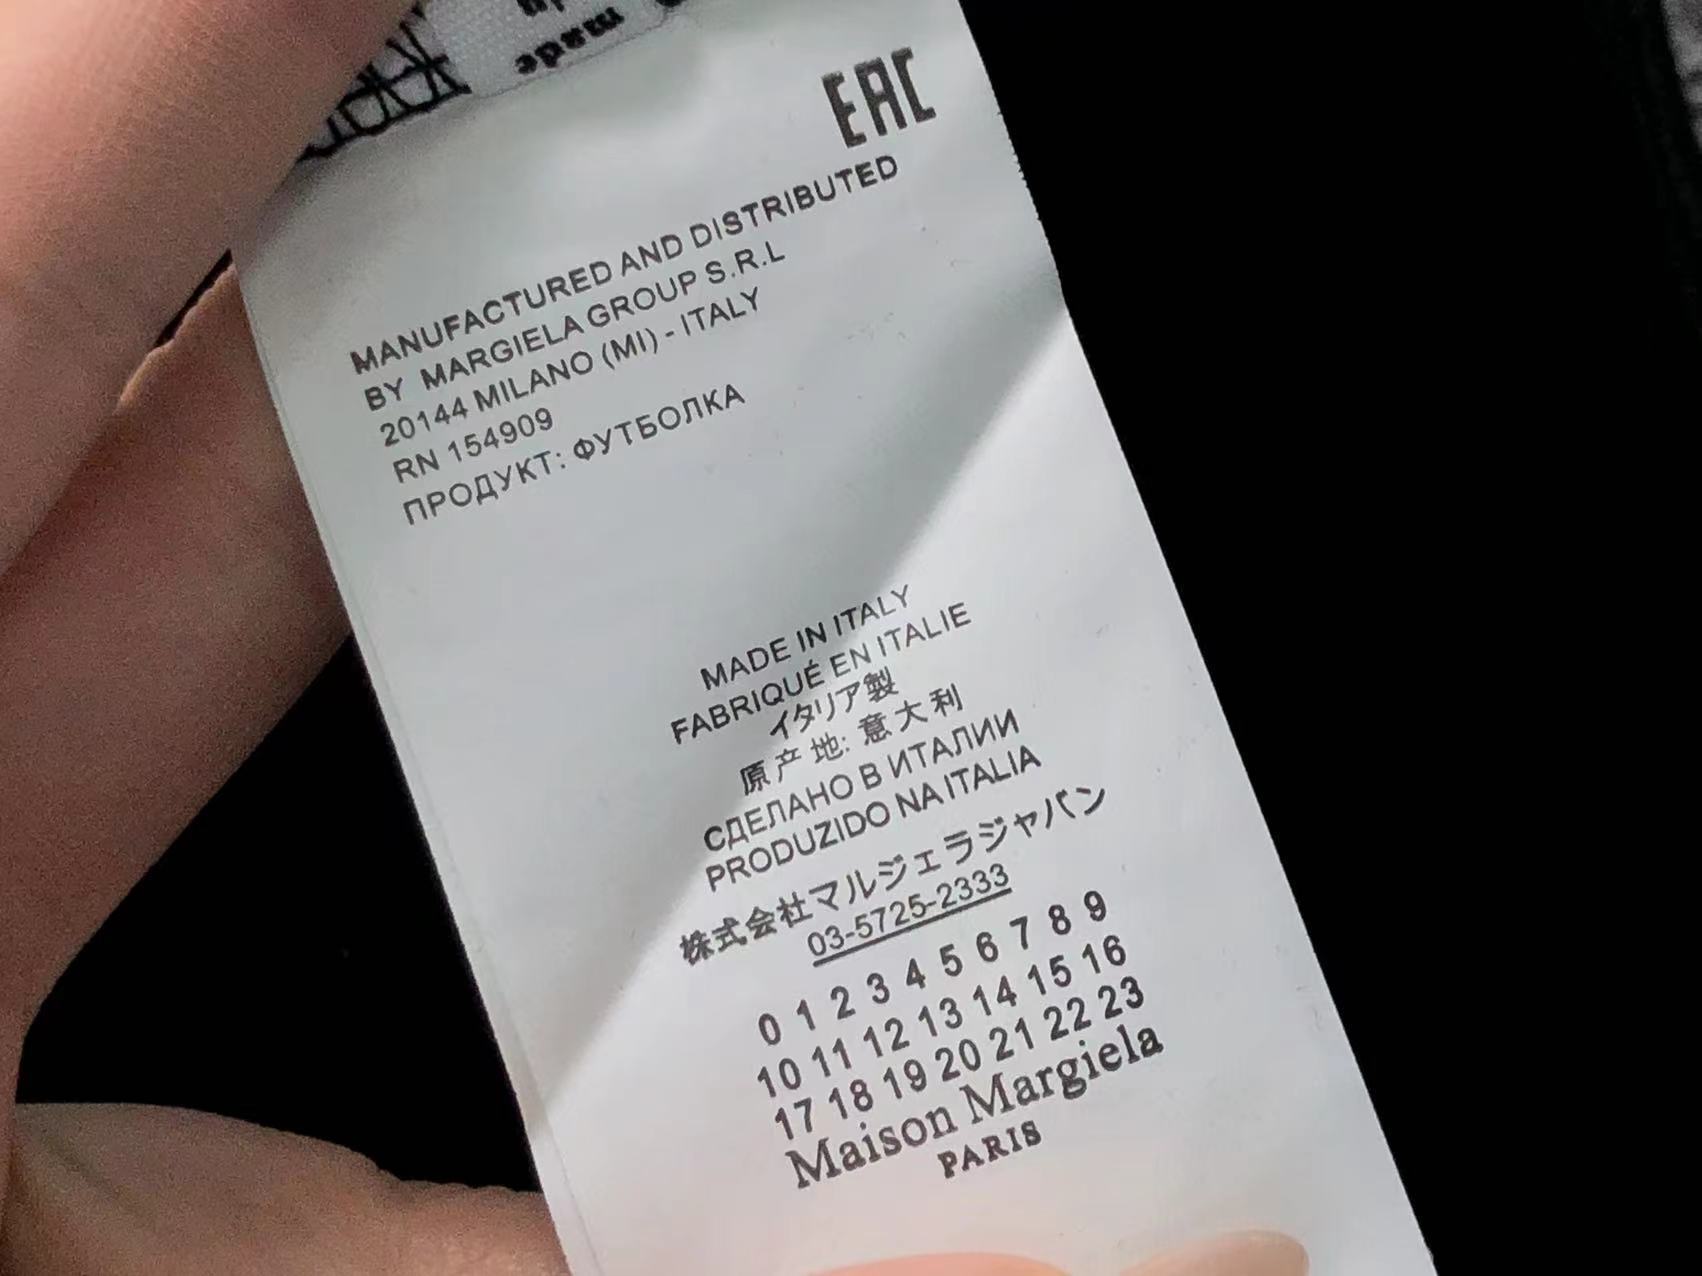 made
EAC
MANUFACTURED AND DISTRIBUTED
BY MARGIELA GROUP S.R.L
20144 MILANO (MI) - ITALY
RN 154909
ПРОДУКТ: ФУТБОЛКА
MADE IN ITALY
FABRIQUÉ EN ITALIE
イタリア製
原产地: 意大利
СДЕЛАНО В ИТАЛИИ
PRODUZIDO NA ITALIA
株式会社マルジェラジャパン
03-5725-2333
0 1 2 3 4 5 6 7 8 9
10 11 12 13 14 15 16
17 18 19 20 21 22 23
Maison Margiela
PARIS